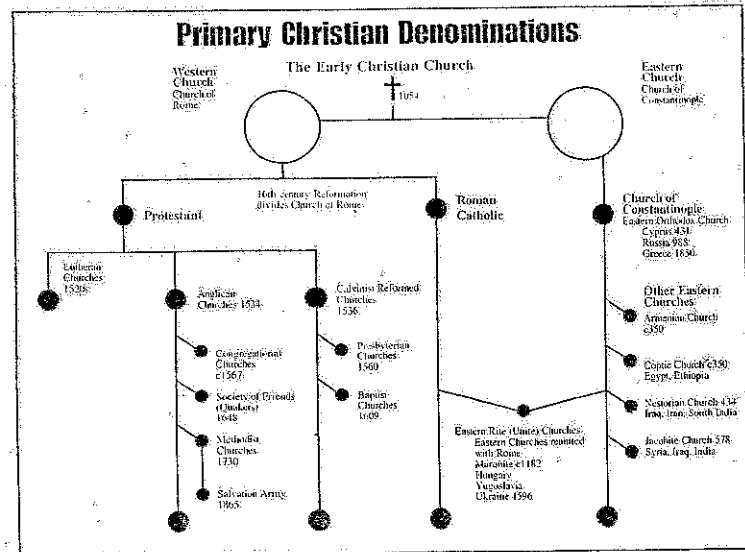 Primary Christian Denominations
The Early Christian Church
1054
Western
Church
Church of
Rome
Eastern
Church
Church of
Constantinople
16th century Reformation
divides Church of Rome
Protestant
Roman
Catholic
Church of
Constantinople
Eastern Orthodox Church
Cyprus 431
Russia 988
Greece 1850
Lutheran
Churches
1520s
Anglican
Churches 1534
Calvinist Reformed
Churches
1536
Other Eastern
Churches
Armenian Church
c350
Congregational
Churches
c1567
Presbyterian
Churches
1560
Coptic Church c350
Egypt, Ethiopia
Society of Friends
(Quakers)
1648
Baptist
Churches
1609
Nestorian Church 434
Iraq, Iran, South India
Methodist
Churches
1730
Eastern Rite (Uniate) Churches
Eastern Churches reunited
with Rome
Maronite c1182
Hungary
Yugoslavia
Ukraine 1596
Jacobite Church 578
Syria, Iraq, India
Salvation Army
1865